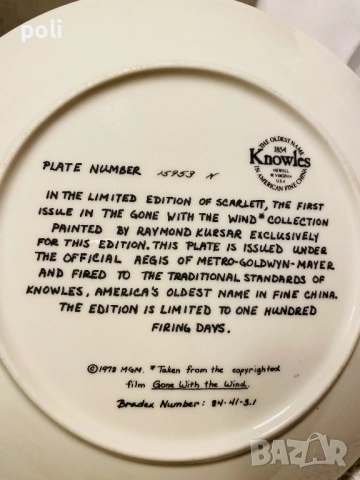 poli
THE OLDEST NAME
1854
Knowles
NEWELL
W. VIRGINIA
U.S.A.
IN AMERICAN FINE CHINA
PLATE NUMBER 15953 N
IN THE LIMITED EDITION OF SCARLETT, THE FIRST
ISSUE IN THE GONE WITH THE WIND* COLLECTION
PAINTED BY RAYMOND KURSAR EXCLUSIVELY
FOR THIS EDITION. THIS PLATE IS ISSUED UNDER
THE OFFICIAL AEGIS OF METRO-GOLDWYN-MAYER
AND FIRED TO THE TRADITIONAL STANDARDS OF
KNOWLES, AMERICA'S OLDEST NAME IN FINE CHINA.
THE EDITION IS LIMITED TO ONE HUNDRED
FIRING DAYS.
©1978 MGM. *Taken from the copyrighted
film Gone With the Wind.
Bradex Number: 84-41-3.1
BAZAR